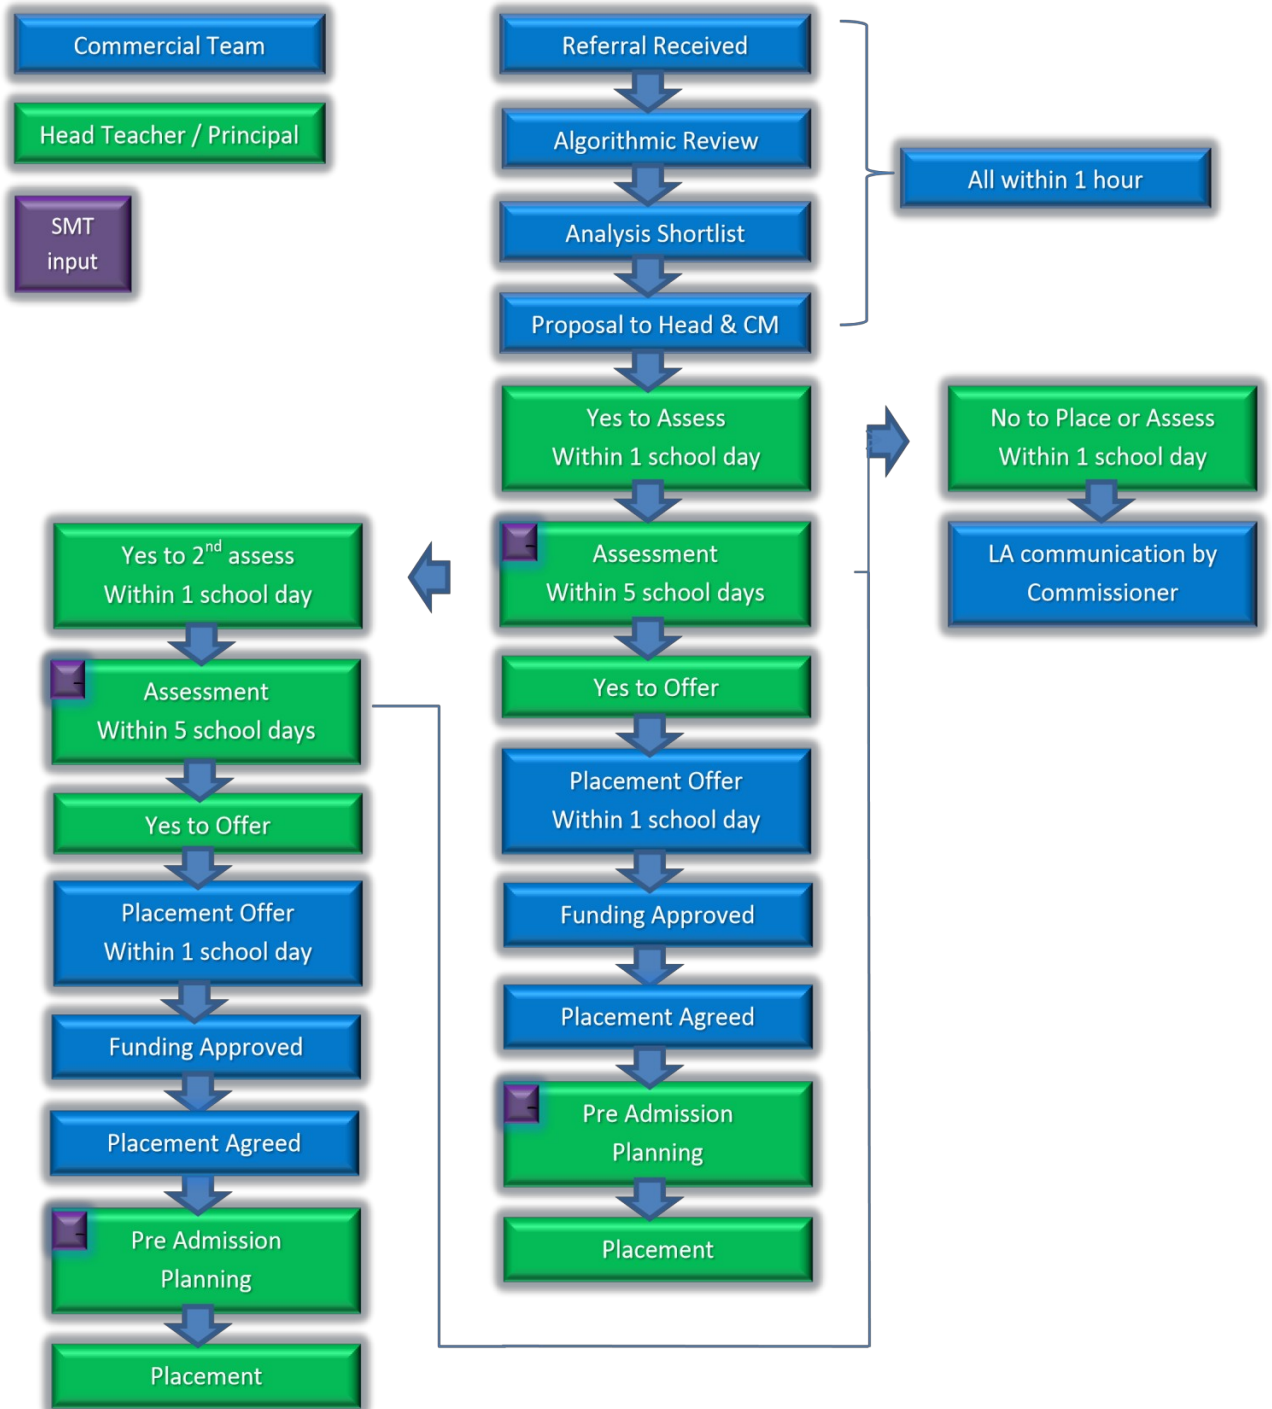 Commercial Team
Head Teacher / Principal
SMT
input
Referral Received
Algorithmic Review
Analysis Shortlist
Proposal to Head & CM
All within 1 hour
Yes to Assess
Within 1 school day
Assessment
Within 5 school days
Yes to Offer
Placement Offer
Within 1 school day
Funding Approved
Placement Agreed
Pre Admission
Planning
Placement
No to Place or Assess
Within 1 school day
LA communication by
Commissioner
Yes to 2nd assess
Within 1 school day
Assessment
Within 5 school days
Yes to Offer
Placement Offer
Within 1 school day
Funding Approved
Placement Agreed
Pre Admission
Planning
Placement